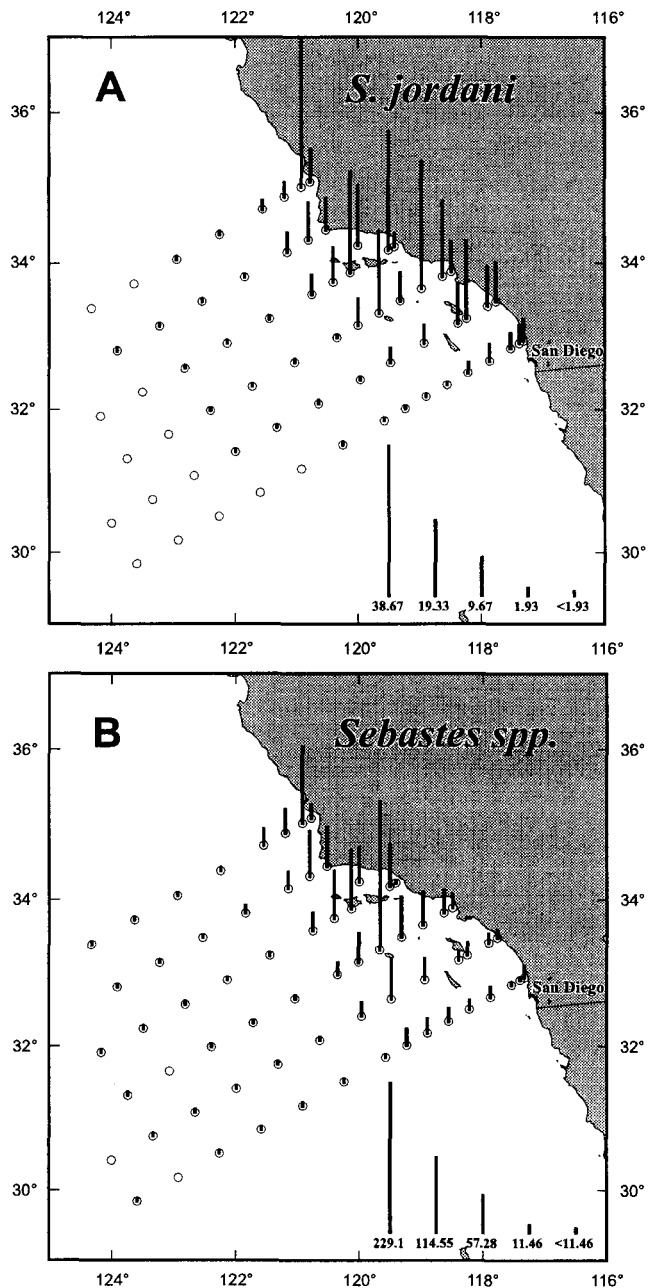 124° 122° 120° 118° 116°
A
S. jordani
36° 36°
34° 34°
San Diego
32° 32°
30° 30°
38.67 19.33 9.67 1.93 <1.93
124° 122° 120° 118° 116°
B
Sebastes spp.
36° 36°
34° 34°
San Diego
32° 32°
30° 30°
229.1 114.55 57.28 11.46 <11.46
124° 122° 120° 118° 116°